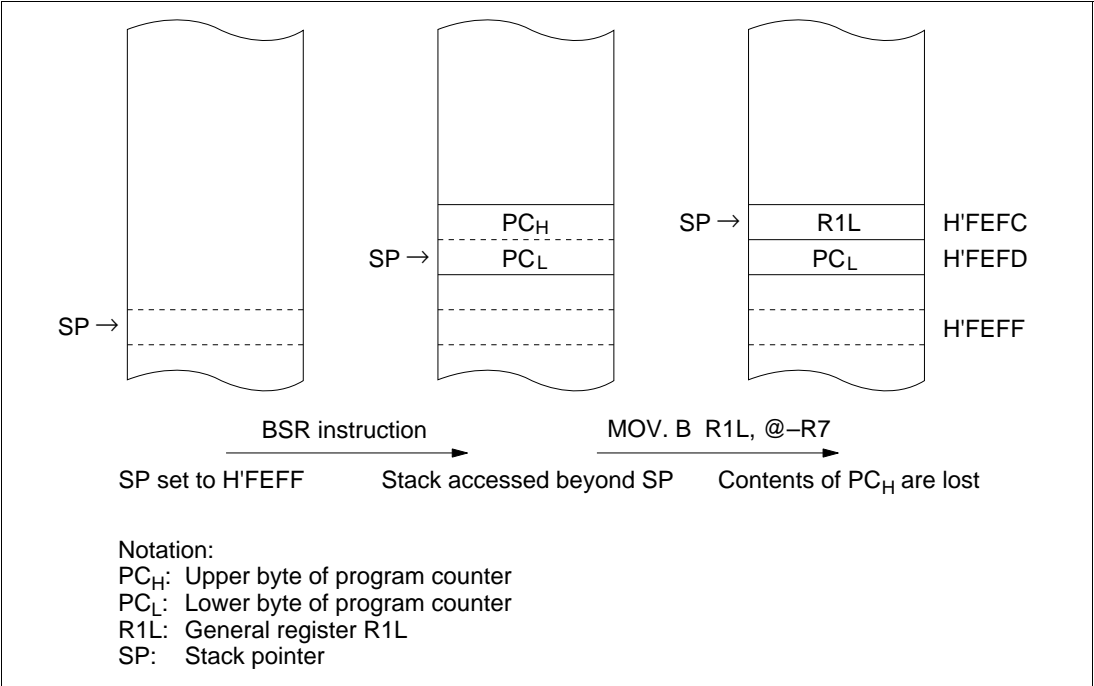 PCH
SP → R1L H'FEFC
SP → PCL PCL H'FEFD
SP → H'FEFF
BSR instruction MOV. B R1L, @–R7
SP set to H'FEFF Stack accessed beyond SP Contents of PCH are lost
Notation:
PCH: Upper byte of program counter
PCL: Lower byte of program counter
R1L: General register R1L
SP: Stack pointer